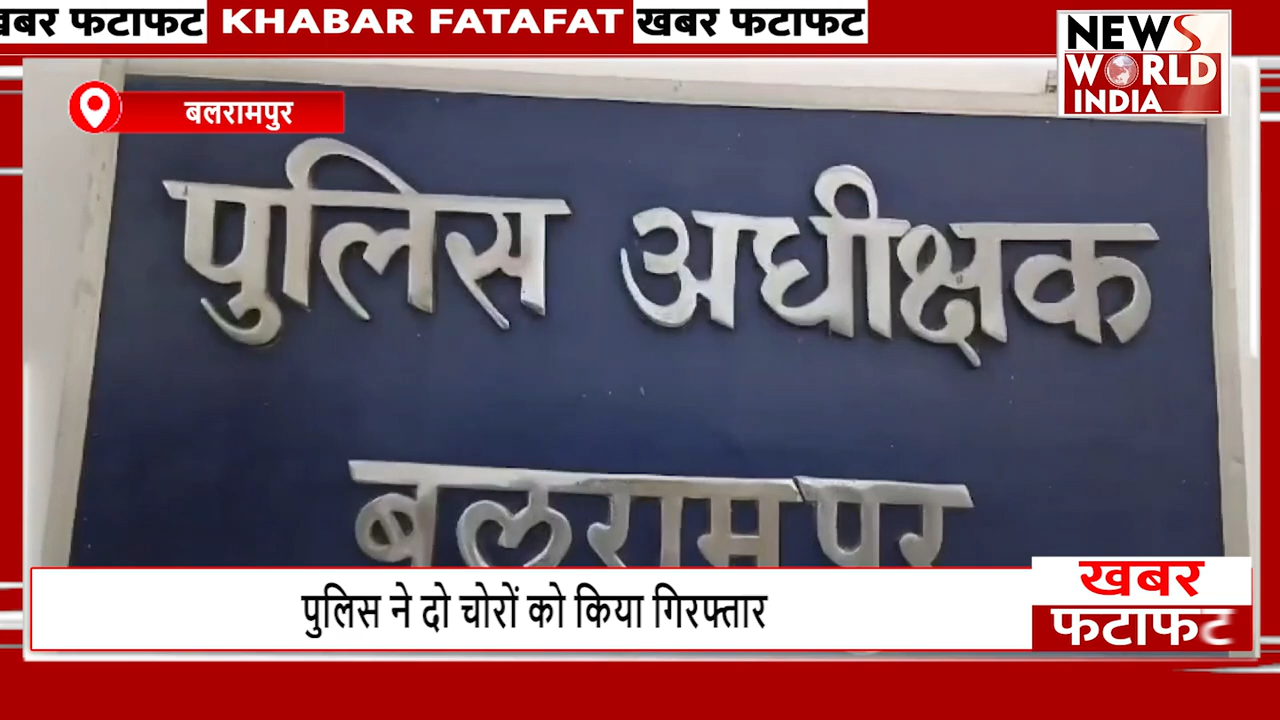 खबर फटाफट KHABAR FATAFAT खबर फटाफट
NEWS
WORLD
INDIA
बलरामपुर
पुलिस अधीक्षक
बलरामपुर
पुलिस ने दो चोरों को किया गिरफ्तार
खबर
फटाफट